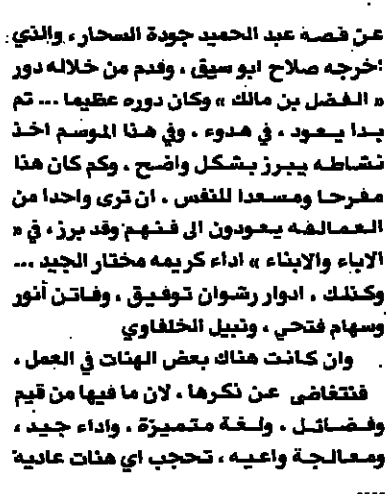 عن قصة عبد الحميد جودة السحار ، والذي
اخرجه صلاح ابو سيف ، وقدم من خلاله دور
« الفضل بن مالك » وكان دوره عظيما ... ثم
بدا يعود ، في هدوء ، وفي هذا الموسم اخذ
نشاطه يبرز بشكل واضح ، وكم كان هذا
مفرحا ومسعدا للنفس ، ان ترى واحدا من
العمالقه يعودون الى فنهم وقد برز ، في «
الاباء والابناء » اداء كريمه مختار الجيد ...
وكذلك ، ادوار رشوان توفيق ، وفاتن أنور
وسهام فتحي ، ونبيل الحلفاوي
وان كانت هناك بعض الهنات في العمل ،
فنتغاضى عن ذكرها ، لان ما فيها من قيم
وفضائل ، ولغة متميزة ، واداء جيد ،
ومعالجة واعيه ، تحجب اي هنات عادية